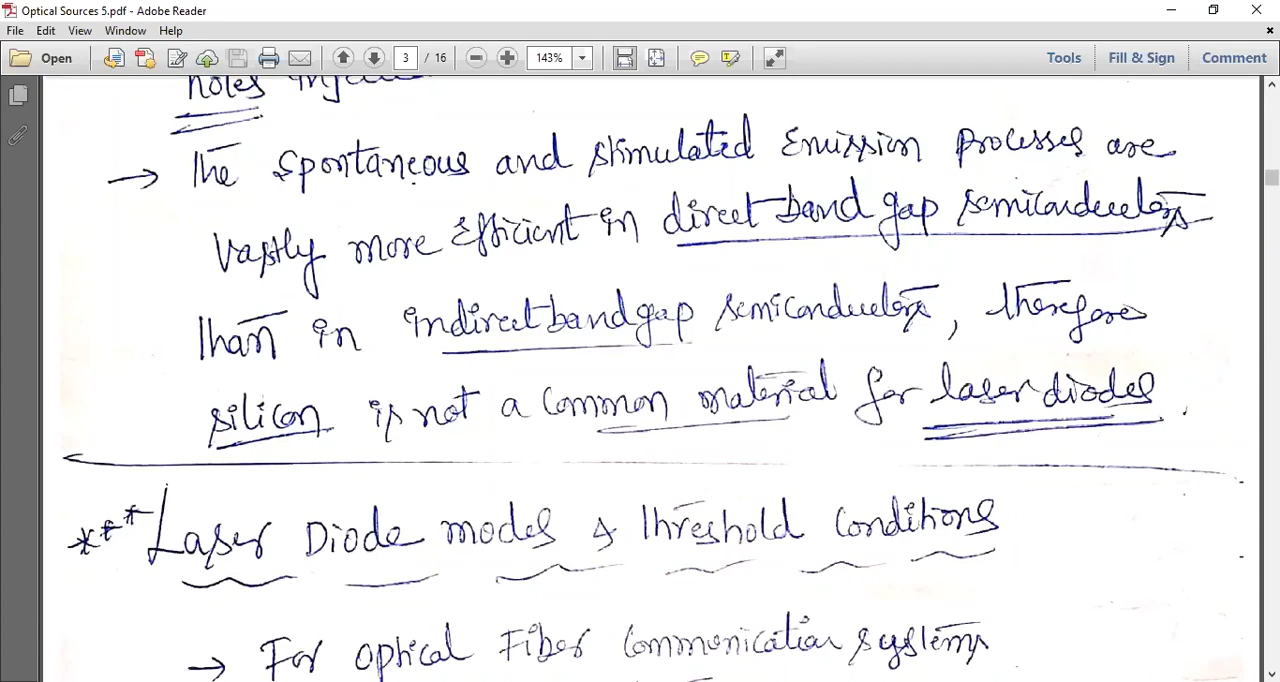 Optical Sources 5.pdf - Adobe Reader
File Edit View Window Help
Open 3 / 16 143% Tools Fill & Sign Comment
holes
→ The spontaneous and stimulated Emission processes are
vastly more efficient in direct band gap semiconductors
than in indirect band gap semiconductors, therefore
silicon is not a common material for laser diodes.
*** Laser Diode modes & Threshold Conditions
→ For optical Fiber Communication systems